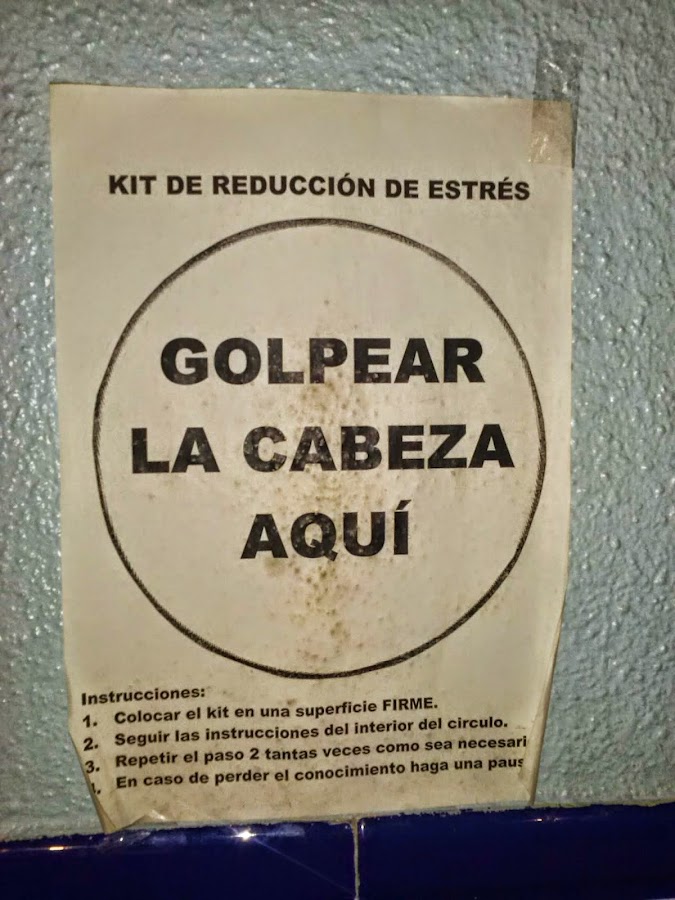 KIT DE REDUCCIÓN DE ESTRÉS
GOLPEAR
LA CABEZA
AQUÍ
Instrucciones:
1. Colocar el kit en una superficie FIRME.
2. Seguir las instrucciones del interior del circulo.
3. Repetir el paso 2 tantas veces como sea necesari
4. En caso de perder el conocimiento haga una paus